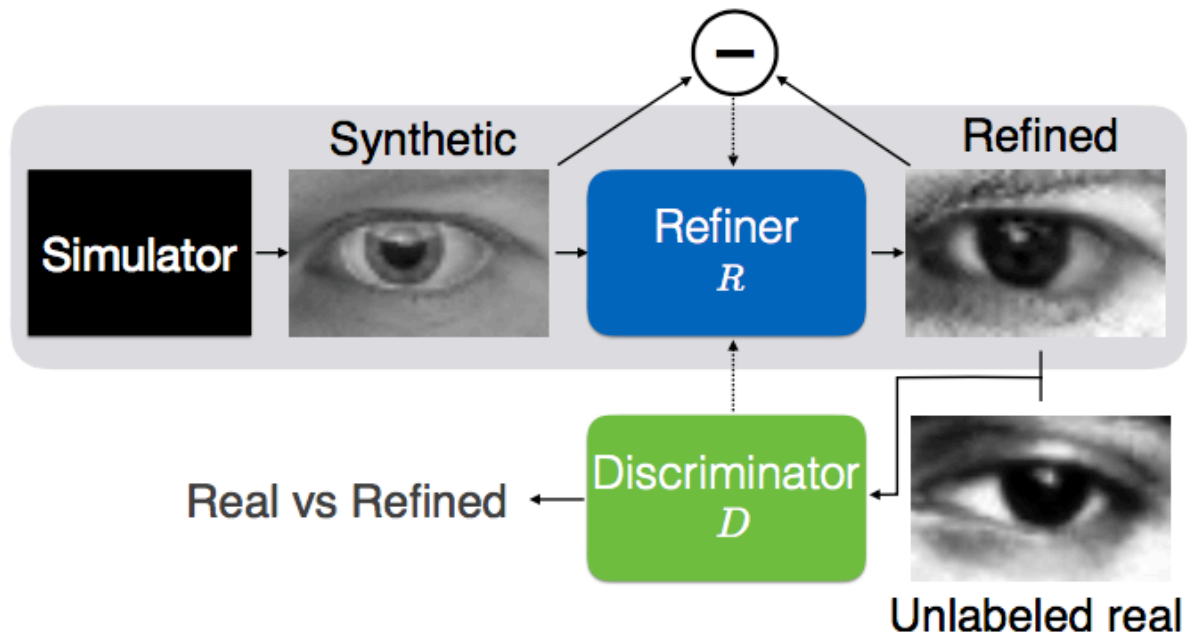 −
Synthetic
Refined
Simulator
Refiner
R
Discriminator
D
Real vs Refined
Unlabeled real